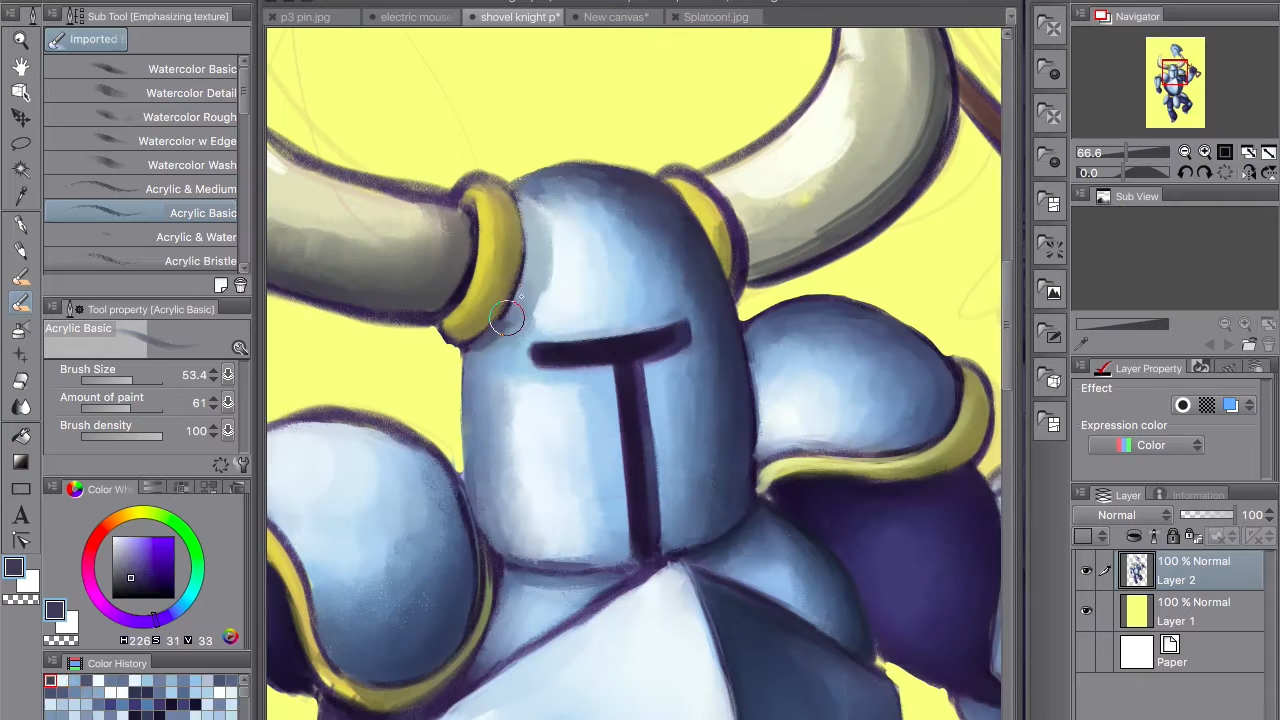 Sub Tool [Emphasizing texture]
Imported
Watercolor Basic
Watercolor Detail
Watercolor Rough
Watercolor w Edge
Watercolor Wash
Acrylic & Medium
Acrylic Basic
Acrylic & Water
Acrylic Bristle
Tool property [Acrylic Basic]
Acrylic Basic
Brush Size
53.4
Amount of paint
61
Brush density
100
Color Whe
H 226 S 31 V 33
Color History
p3 pin.jpg
electric mouse
shovel knight p*
New canvas*
Splatoon!.jpg
Navigator
66.6
0.0
Sub View
Layer Property
Effect
Expression color
Color
Layer
Information
Normal
100
100 % Normal
Layer 2
100 % Normal
Layer 1
Paper